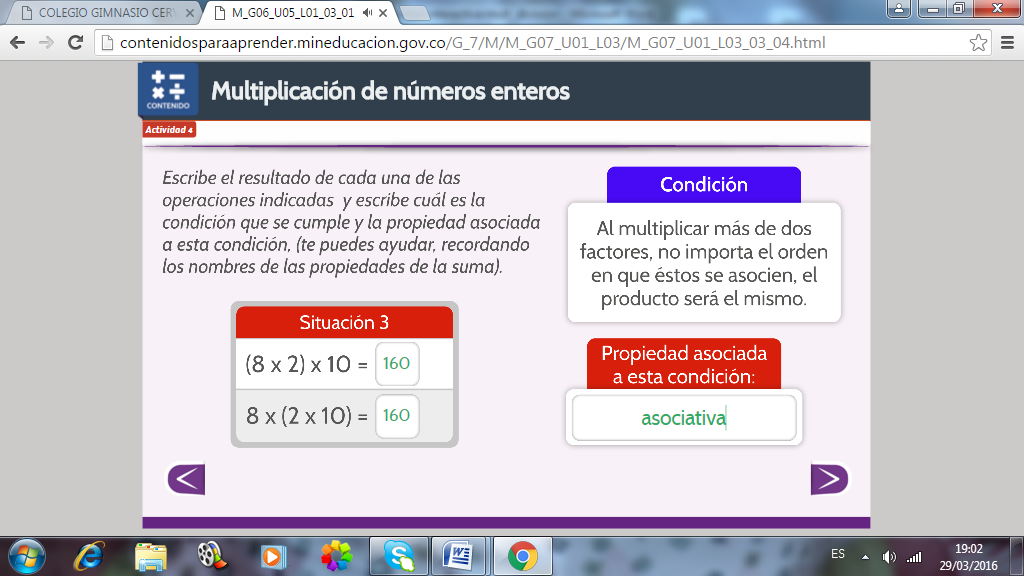 COLEGIO GIMNASIO CER
M_G06_U05_L01_03_01
contenidosparaaprender.mineducacion.gov.co/G_7/M/M_G07_U01_L03/M_G07_U01_L03_03_04.html
CONTENIDO
Multiplicación de números enteros
Actividad 4
Escribe el resultado de cada una de las
operaciones indicadas y escribe cuál es la
condición que se cumple y la propiedad asociada
a esta condición, (te puedes ayudar, recordando
los nombres de las propiedades de la suma).
Situación 3
(8 x 2) x 10 = 160
8 x (2 x 10) = 160
Condición
Al multiplicar más de dos
factores, no importa el orden
en que éstos se asocien, el
producto será el mismo.
Propiedad asociada
a esta condición:
asociativa
< >
ES
19:02
29/03/2016